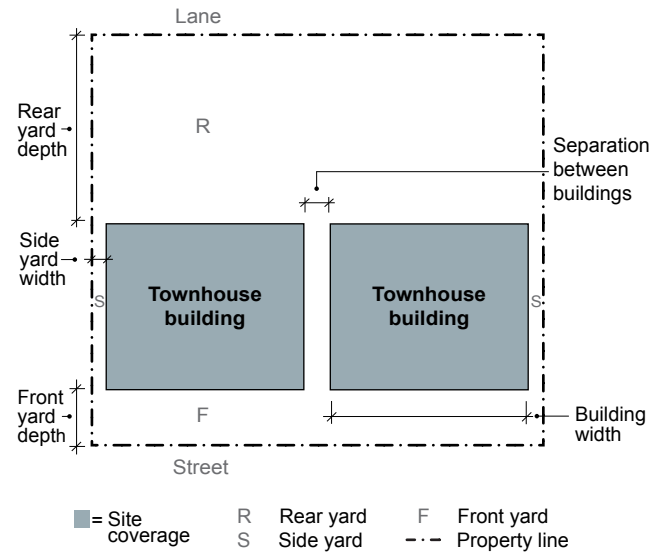 Lane
Rear
yard
depth
R
Separation
between
buildings
Side
yard
width
S
Townhouse
building
Townhouse
building
S
Front
yard
depth
F
Building
width
Street
= Site
coverage
R Rear yard
F Front yard
S Side yard
Property line